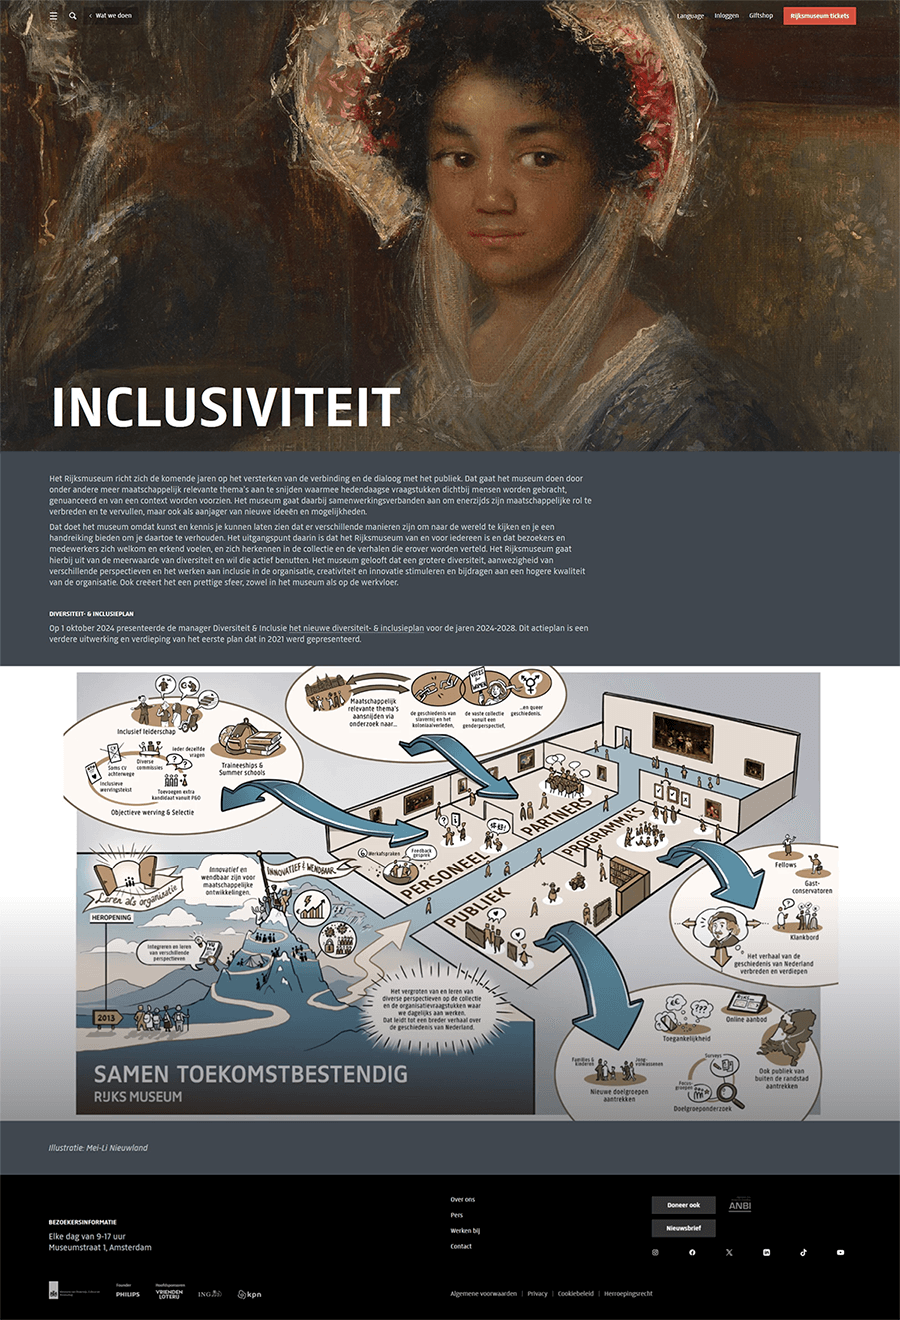 Wat we doen
Language
Inloggen
Giftshop
Rijksmuseum tickets
INCLUSIVITEIT
Het Rijksmuseum richt zich de komende jaren op het versterken van de verbinding en de dialoog met het publiek. Dat gaat het museum doen door
onder andere meer maatschappelijk relevante thema's aan te snijden waarmee hedendaagse vraagstukken dichtbij mensen worden gebracht,
genuanceerd en van een context worden voorzien. Het museum gaat daarbij samenwerkingsverbanden aan om enerzijds zijn maatschappelijke rol te
verbreden en te vervullen, maar ook als aanjager van nieuwe ideeën en mogelijkheden.
Dat doet het museum omdat kunst en kennis je kunnen laten zien dat er verschillende manieren zijn om naar de wereld te kijken en je een
handreiking bieden om je daartoe te verhouden. Het uitgangspunt daarin is dat het Rijksmuseum van en voor iedereen is en dat bezoekers en
medewerkers zich welkom en erkend voelen, en zich herkennen in de collectie en de verhalen die erover worden verteld. Het Rijksmuseum gaat
hierbij uit van de meerwaarde van diversiteit en wil die actief benutten. Het museum gelooft dat een grotere diversiteit, aanwezigheid van
verschillende perspectieven en het werken aan inclusie in de organisatie, creativiteit en innovatie stimuleren en bijdragen aan een hogere kwaliteit
van de organisatie. Ook creëert het een prettige sfeer, zowel in het museum als op de werkvloer.
DIVERSITEIT- & INCLUSIEPLAN
Op 1 oktober 2024 presenteerde de manager Diversiteit & Inclusie het nieuwe diversiteit- & inclusieplan voor de jaren 2024-2028. Dit actieplan is een
verdere uitwerking en verdieping van het eerste plan dat in 2021 werd gepresenteerd.
Inclusief leiderschap
Traineeships &
Summer schools
Soms CV
achterwege
Diverse
commissies
ieder dezelfde
vragen
inclusieve
wervingstekst
Toevoegen extra
kandidaat vanuit P&O
Objectieve werving & Selectie
Maatschappelijk
relevante thema's
aansnijden via
onderzoek naar...
de geschiedenis van
slavernij en het
koloniaalverleden,
VOTES
for
WOMEN
de vaste collectie
vanuit een
genderperspectief,
...en queer
geschiedenis.
PERSONEEL
PARTNERS
PROGRAMMA'S
PUBLIEK
Werkafspraken
Feedback
gesprek
Leren als organisatie
HEROPENING
Innovatief en
wendbaar zijn voor
maatschappelijke
ontwikkelingen.
INNOVATIEF & WENDBAAR
Integreren en leren
van verschillende
perspectieven
2013
Het vergroten van en leren van
diverse perspectieven op de collectie
en de organisatievraagstukken waar
we dagelijks aan werken.
Dat leidt tot een breder verhaal over
de geschiedenis van Nederland.
Fellows
Gast-
conservatoren
Klankbord
Het verhaal van de
geschiedenis van Nederland
verbreden en verdiepen
Toegankelijkheid
Online aanbod
Families &
kinderen
Jong-
volwassenen
Nieuwe doelgroepen
aantrekken
Surveys
Focus-
groepen
Doelgroeponderzoek
Ook publiek van
buiten de randstad
aantrekken
SAMEN TOEKOMSTBESTENDIG
RIJKS MUSEUM
Illustratie: Mei-Li Nieuwland
BEZOEKERSINFORMATIE
Elke dag van 9-17 uur
Museumstraat 1, Amsterdam
Over ons
Pers
Werken bij
Contact
Doneer ook
ANBI
Nieuwsbrief
Founder
PHILIPS
Hoofdsponsoren
VRIENDEN
LOTERIJ
ING
kpn
Algemene voorwaarden | Privacy | Cookiebeleid | Herroepingsrecht